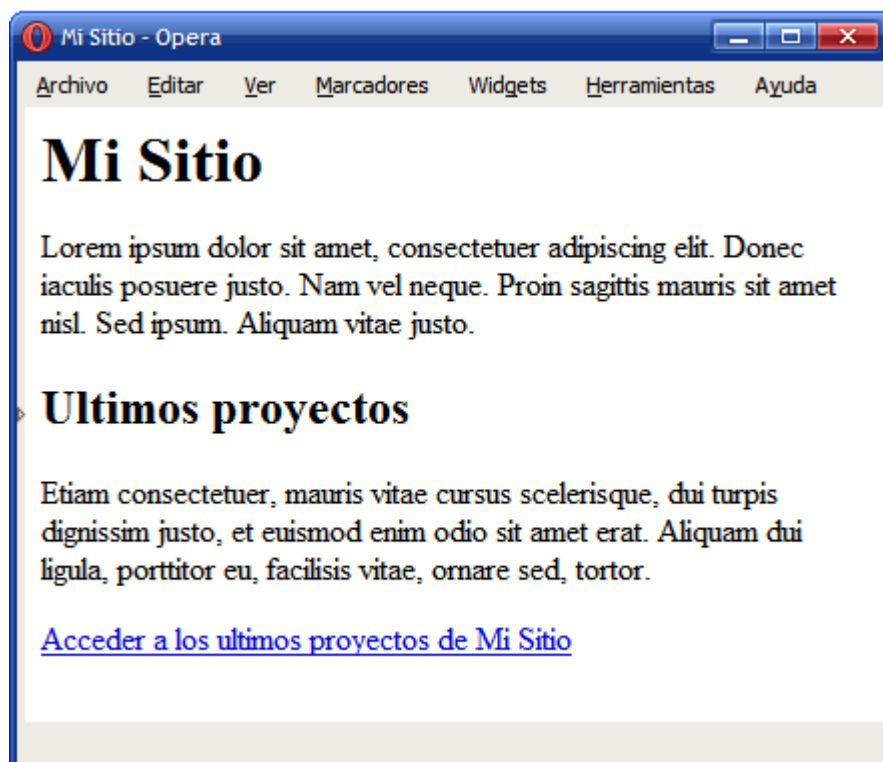 Mi Sitio - Opera
Archivo Editar Ver Marcadores Widgets Herramientas Ayuda
Mi Sitio
Lorem ipsum dolor sit amet, consectetuer adipiscing elit. Donec
iaculis posuere justo. Nam vel neque. Proin sagittis mauris sit amet
nisl. Sed ipsum. Aliquam vitae justo.
Ultimos proyectos
Etiam consectetuer, mauris vitae cursus scelerisque, dui turpis
dignissim justo, et euismod enim odio sit amet erat. Aliquam dui
ligula, porttitor eu, facilisis vitae, ornare sed, tortor.
Acceder a los ultimos proyectos de Mi Sitio